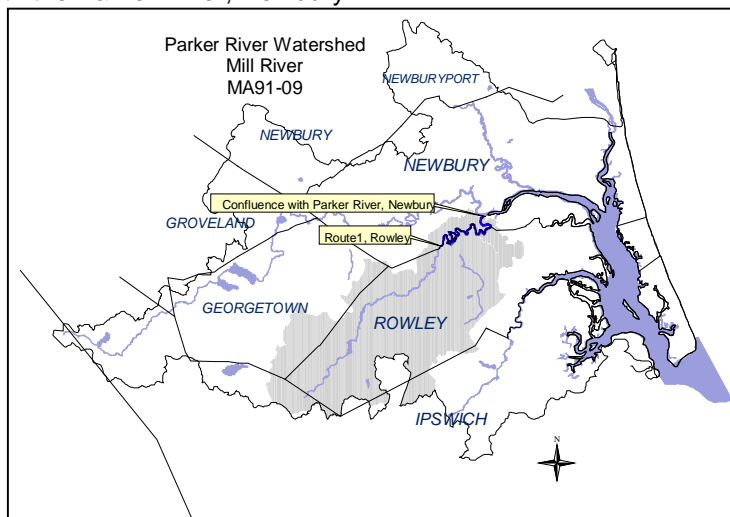 Parker River Watershed
Mill River
MA91-09
NEWBURYPORT
NEWBURY
NEWBURY
Confluence with Parker River, Newbury
GROVELAND
Route1, Rowley
GEORGETOWN
ROWLEY
IPSWICH
N